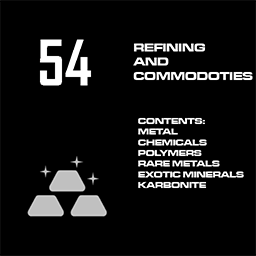 54
REFINING
AND
COMMODOTIES
CONTENTS:
METAL
CHEMICALS
POLYMERS
RARE METALS
EXOTIC MINERALS
KARBONITE